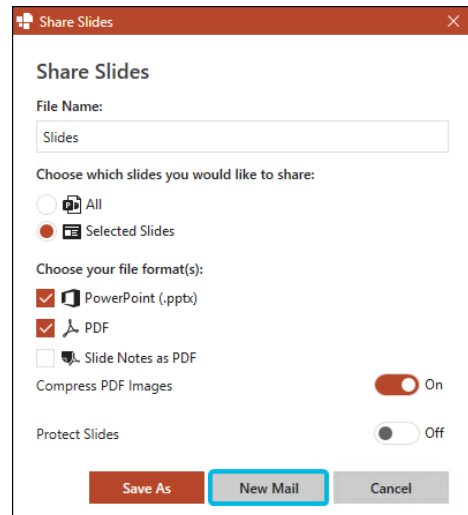 Share Slides
Share Slides
File Name:
Slides
Choose which slides you would like to share:
All
Selected Slides
Choose your file format(s):
PowerPoint (.pptx)
PDF
Slide Notes as PDF
Compress PDF Images On
Protect Slides Off
Save As New Mail Cancel